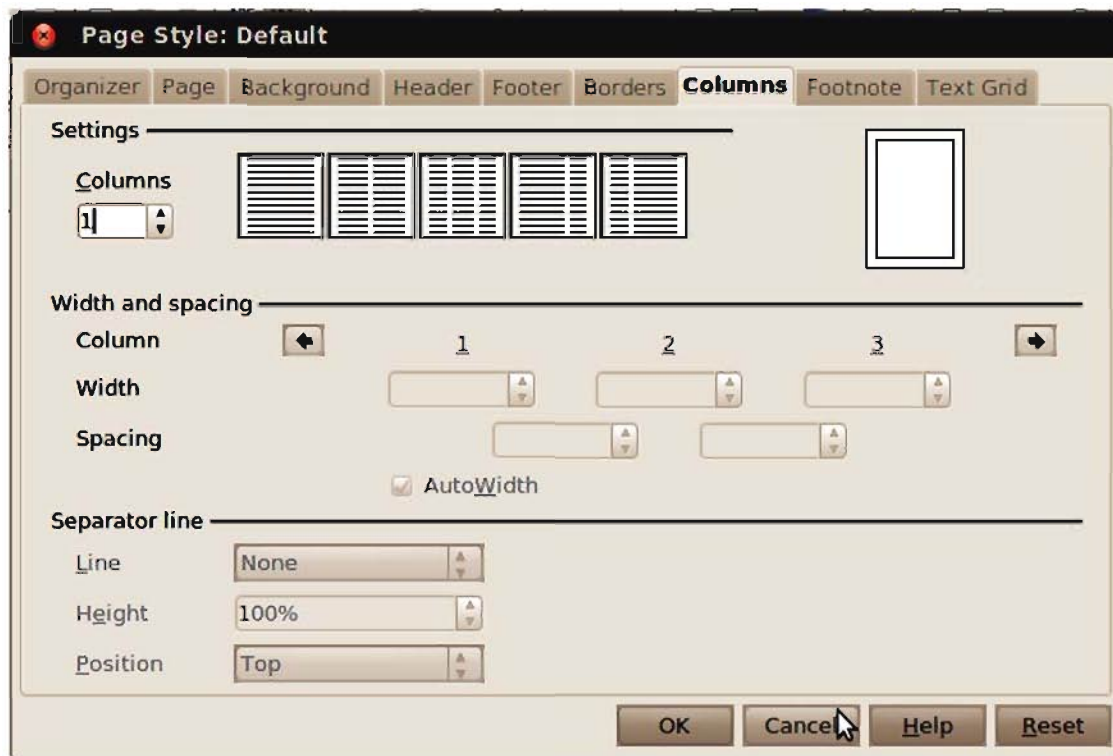 Page Style: Default
Organizer Page Background Header Footer Borders Columns Footnote Text Grid
Settings
Columns
1
Width and spacing
Column 1 2 3
Width
Spacing
AutoWidth
Separator line
Line None
Height 100%
Position Top
OK Cancel Help Reset